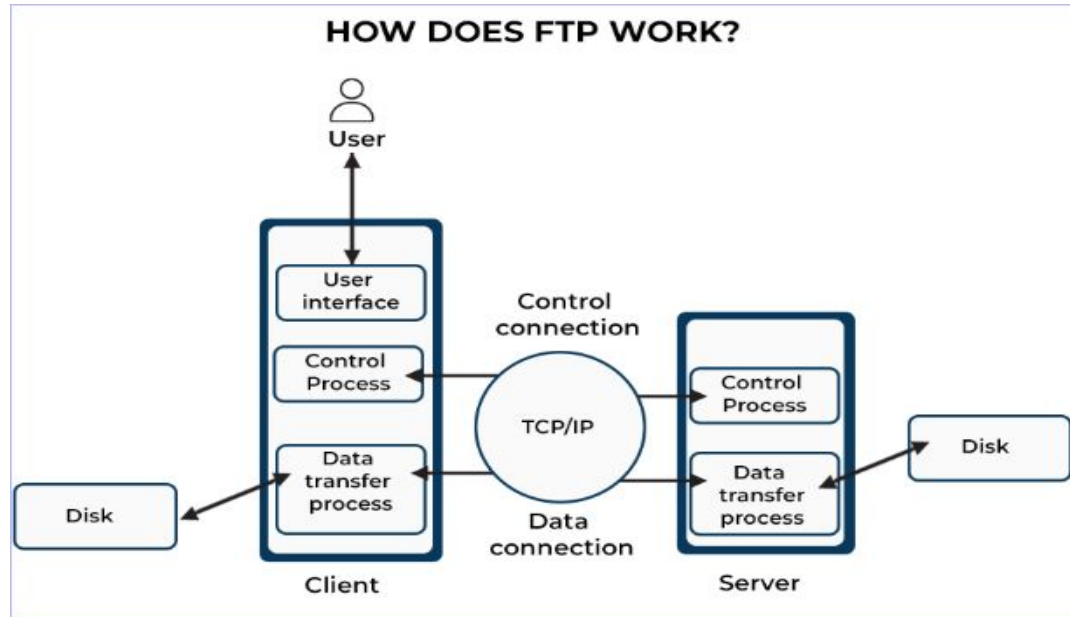 HOW DOES FTP WORK?
User
User
interface
Control
Process
Data
transfer
process
Disk
Client
Control
connection
TCP/IP
Data
connection
Control
Process
Data
transfer
process
Disk
Server